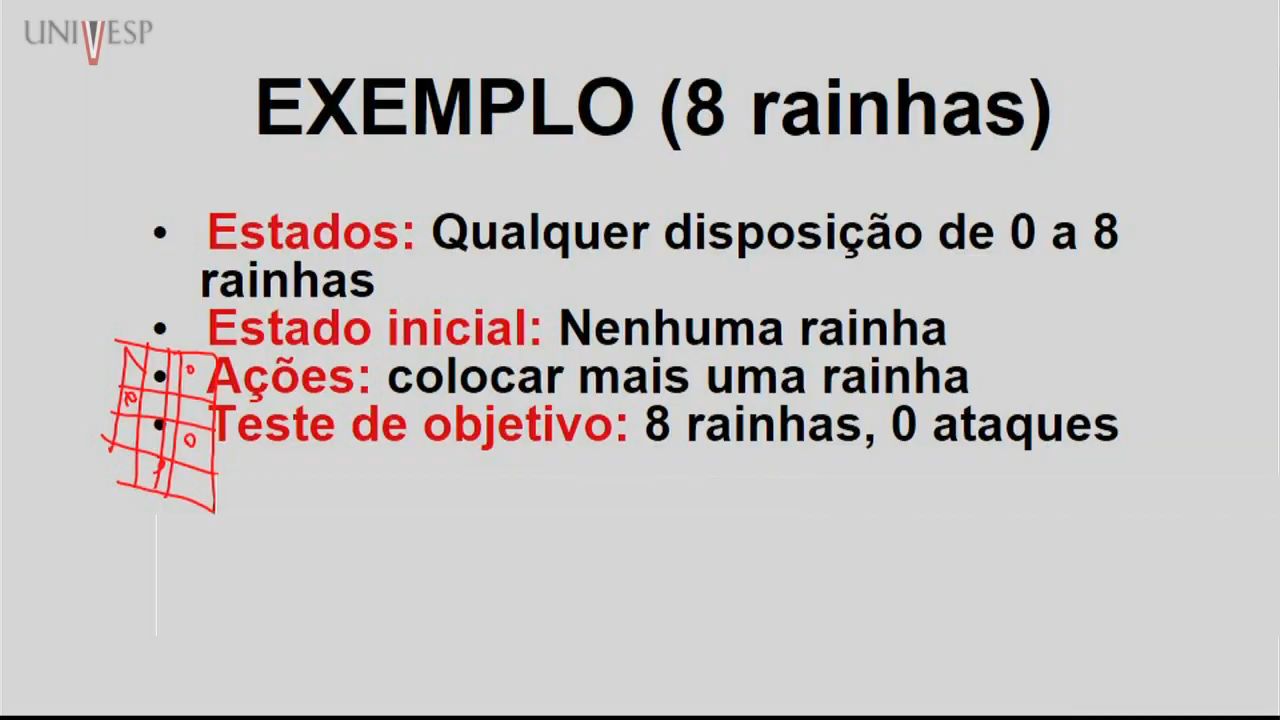 UNIVESP
EXEMPLO (8 rainhas)
• Estados: Qualquer disposição de 0 a 8
rainhas
• Estado inicial: Nenhuma rainha
• Ações: colocar mais uma rainha
• Teste de objetivo: 8 rainhas, 0 ataques